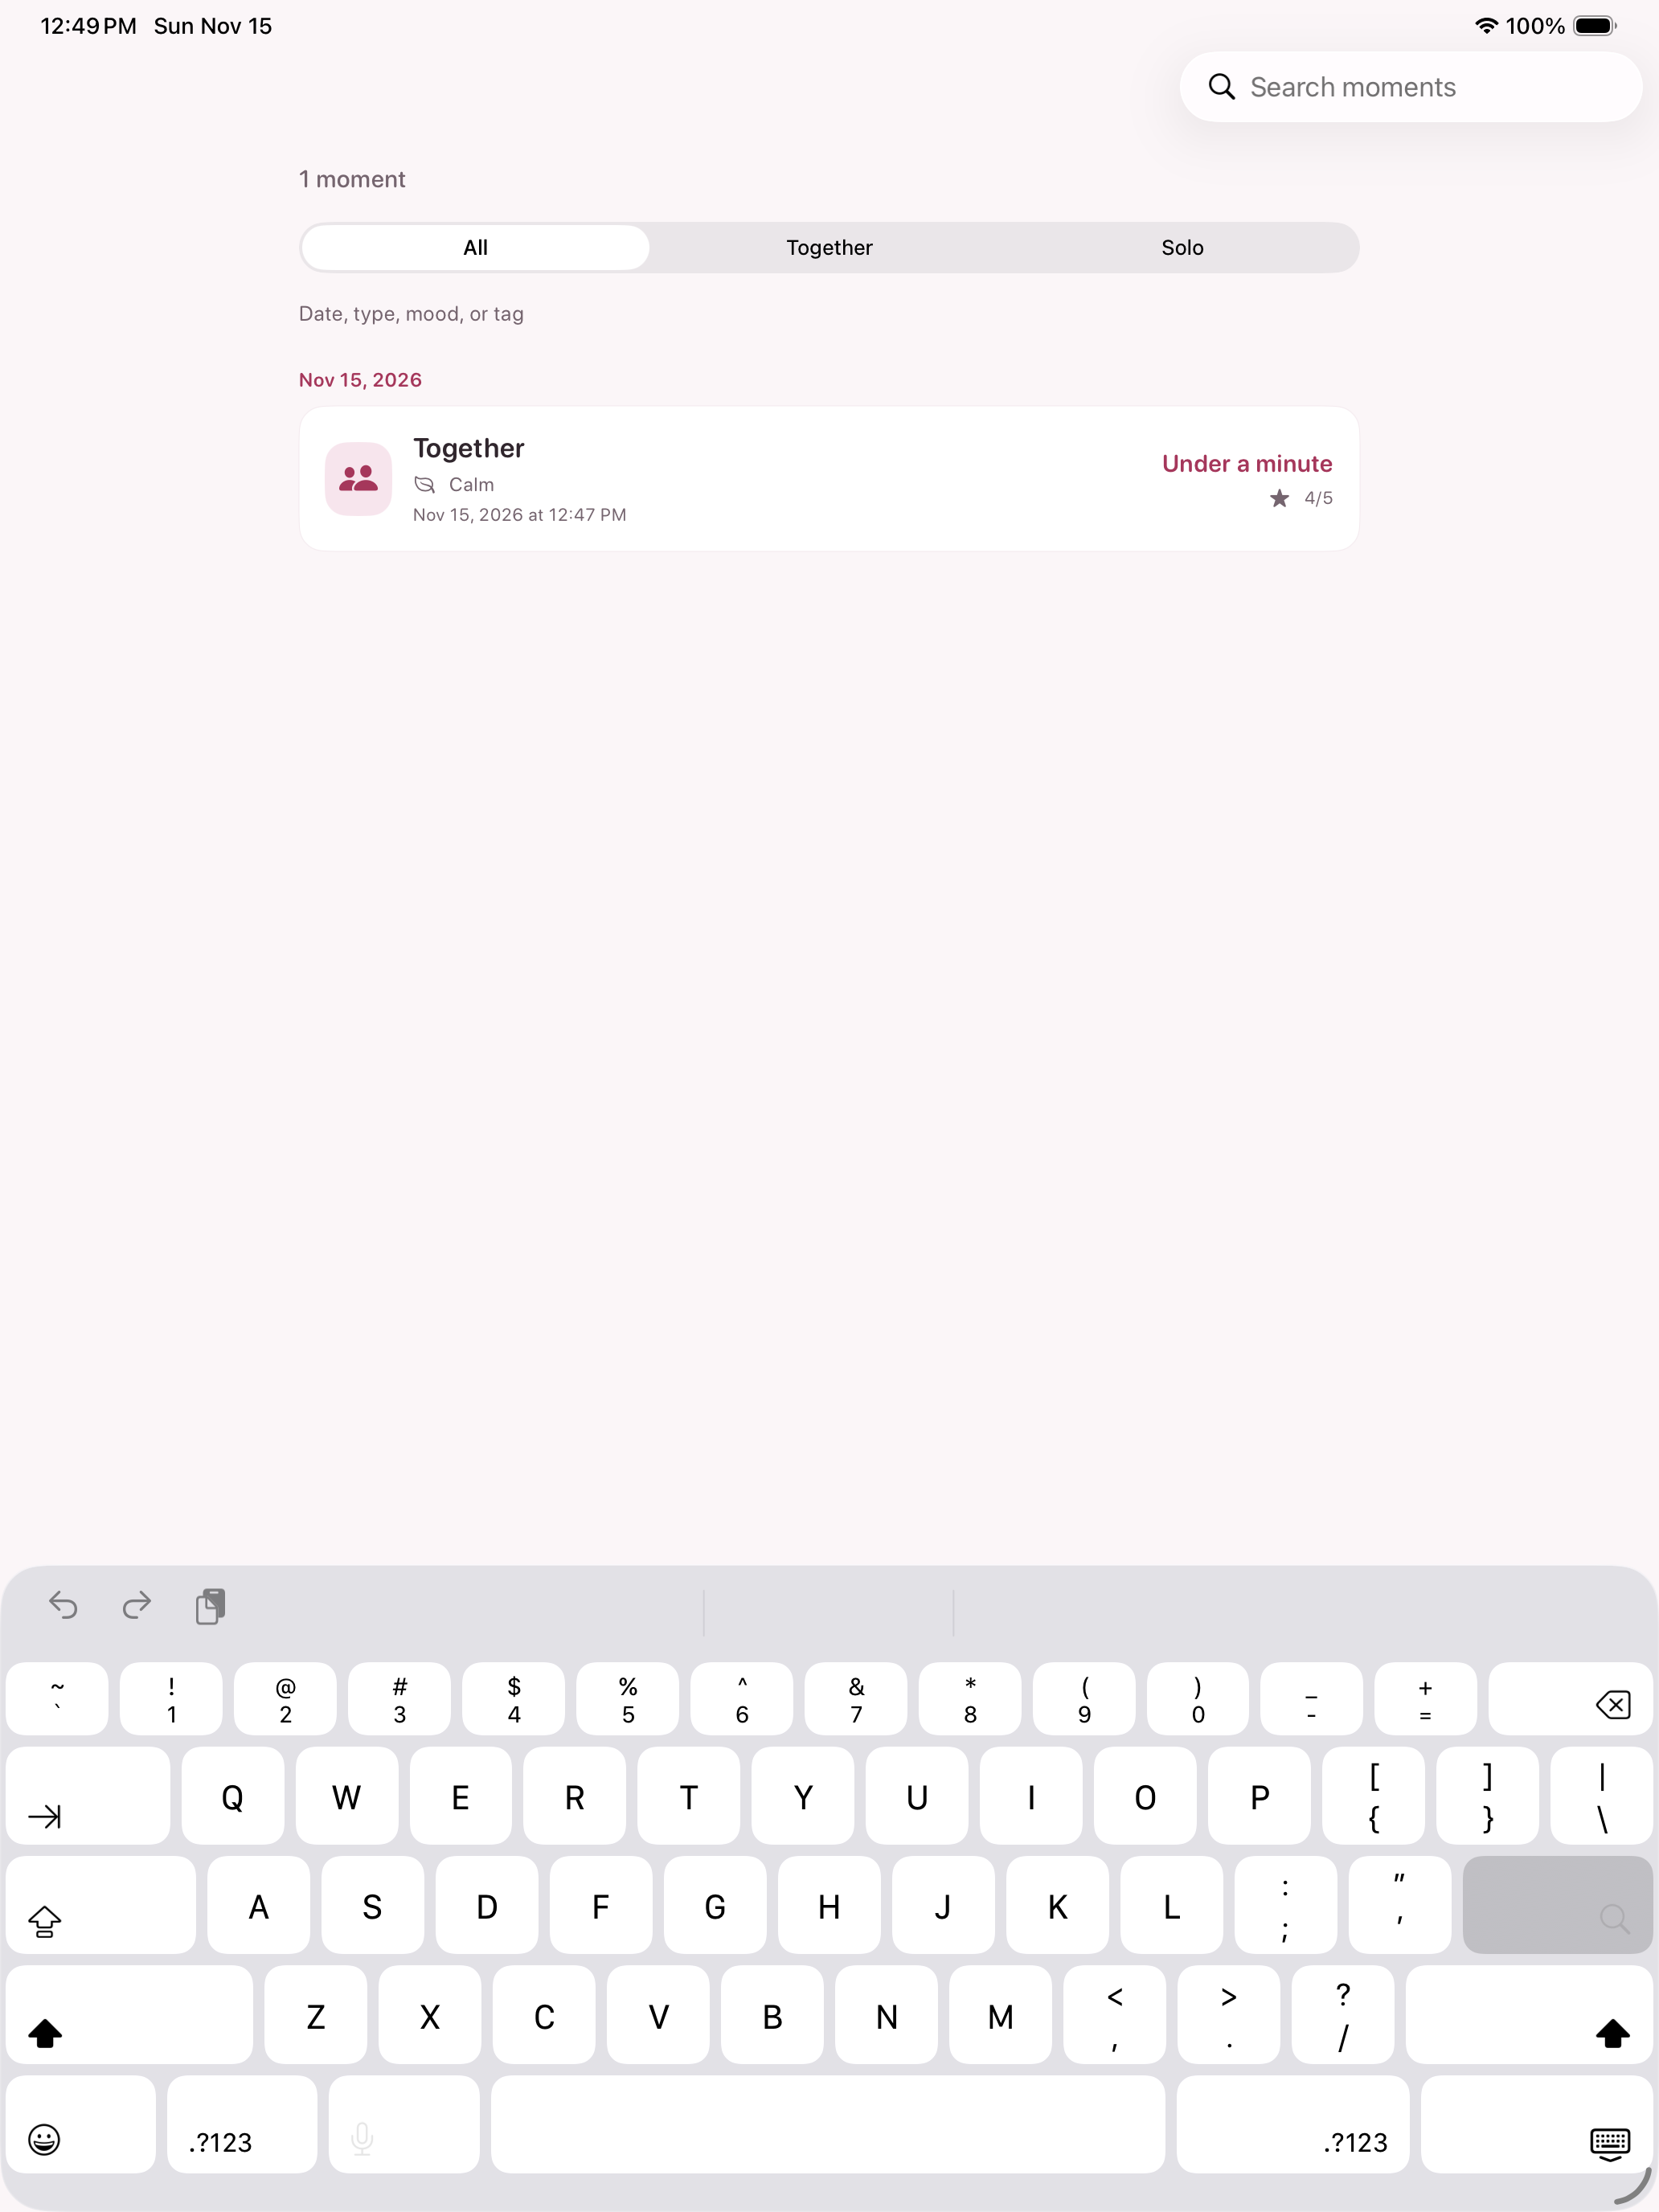 12:49 PM Sun Nov 15
100%
Search moments
1 moment
All Together Solo
Date, type, mood, or tag
Nov 15, 2026
Together
Calm
Nov 15, 2026 at 12:47 PM
Under a minute
4/5
~ ! @ # $ % ^ & * ( ) _ +
` 1 2 3 4 5 6 7 8 9 0 - =
Q W E R T Y U I O P [ ] |
{ } \
A S D F G H J K L : "
; '
Z X C V B N M < > ?
, . /
.?123 .?123